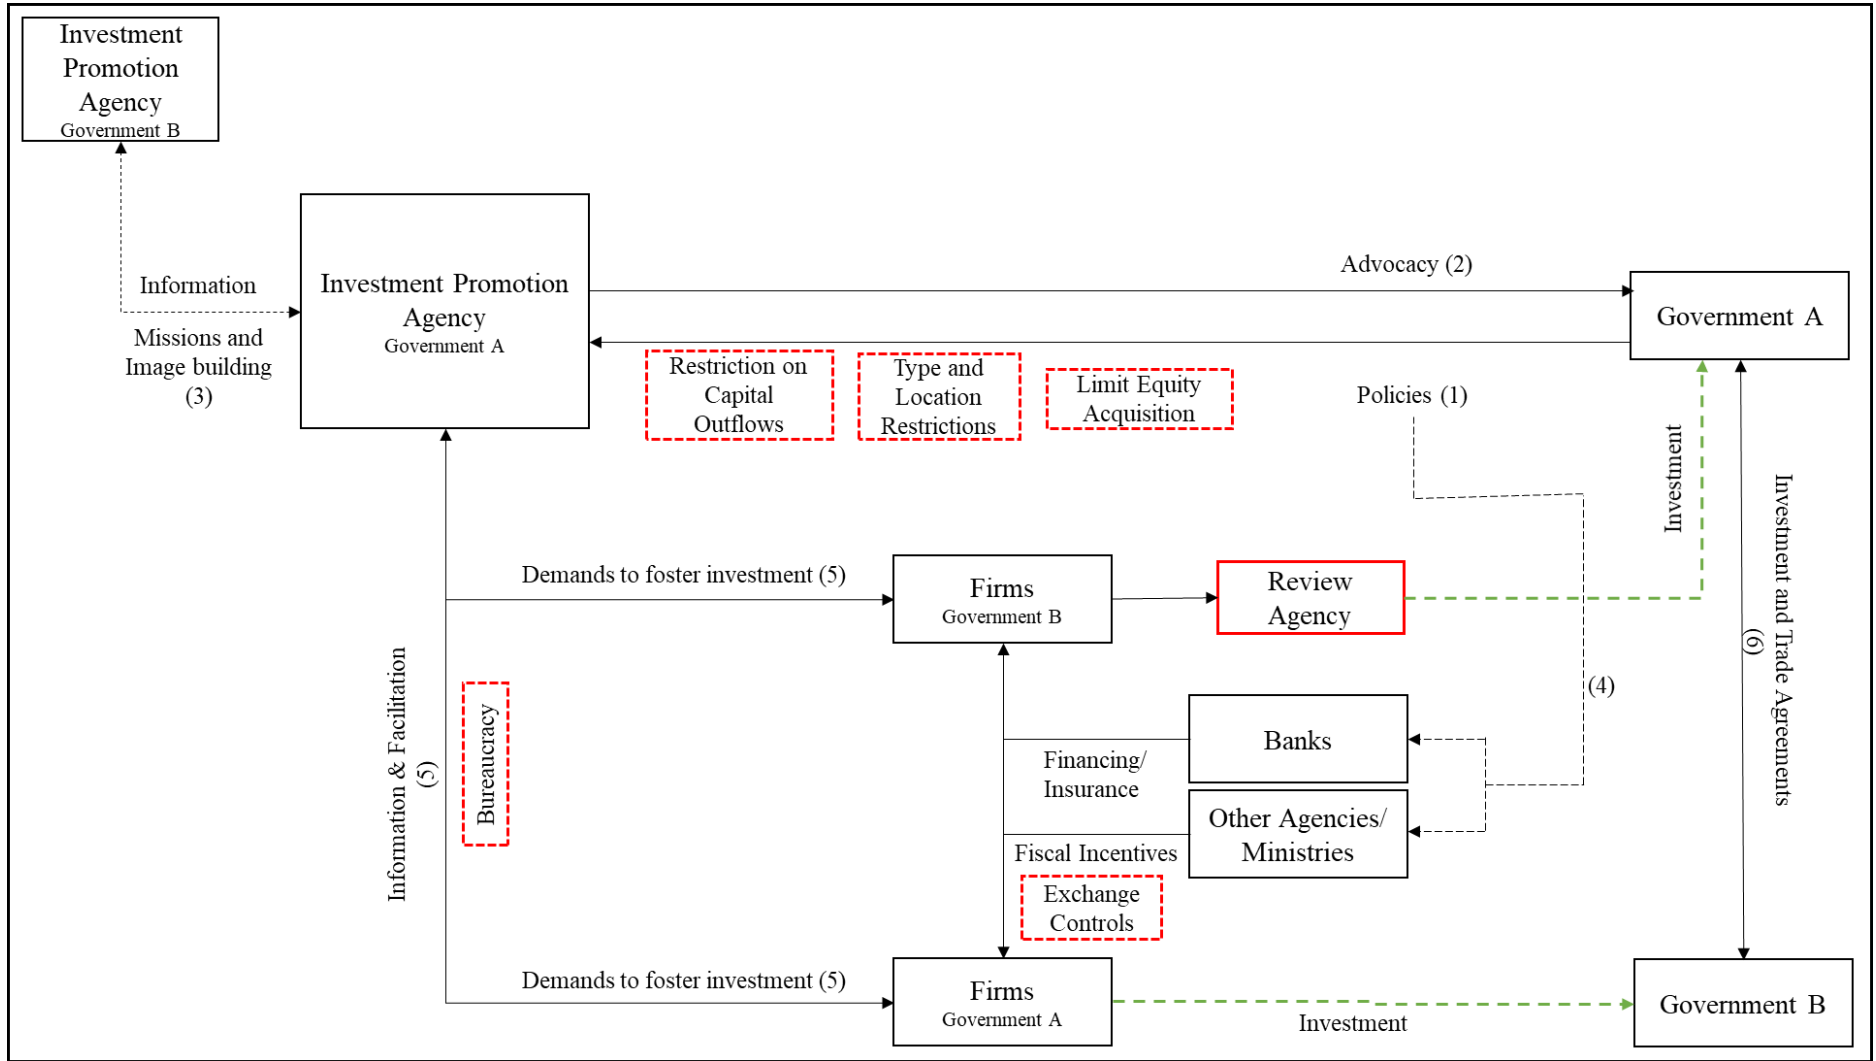 Investment
Promotion
Agency
Government B
Information
Missions and
Image building
(3)
Investment Promotion
Agency
Government A
Advocacy (2)
Government A
Restriction on
Capital
Outflows
Type and
Location
Restrictions
Limit Equity
Acquisition
Policies (1)
Investment
Investment and Trade Agreements
(6)
Demands to foster investment (5)
Firms
Government B
Review
Agency
(4)
Information & Facilitation
(5)
Bureaucracy
Banks
Financing/
Insurance
Other Agencies/
Ministries
Fiscal Incentives
Exchange
Controls
Demands to foster investment (5)
Firms
Government A
Investment
Government B